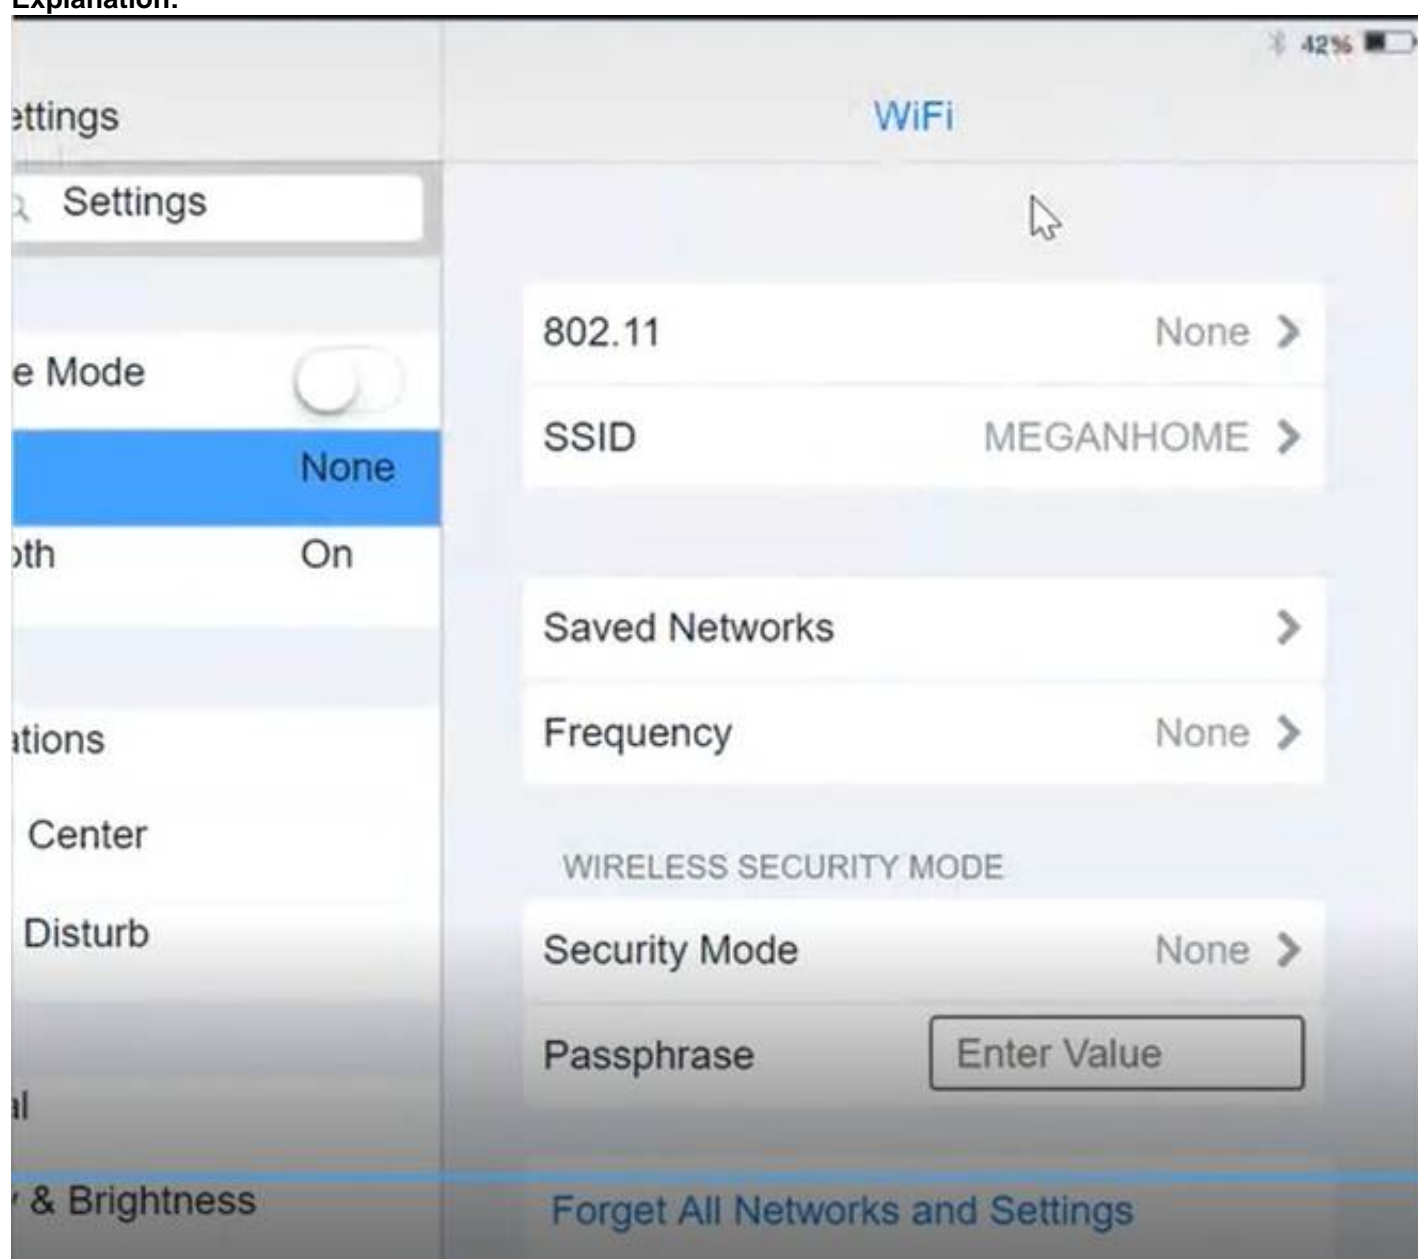 Explanation:
42%
ettings
WiFi
Settings
802.11 None
e Mode
SSID MEGANHOME
None
oth On
Saved Networks
ations
Frequency None
Center
WIRELESS SECURITY MODE
Disturb
Security Mode None
Passphrase Enter Value
al
y & Brightness
Forget All Networks and Settings